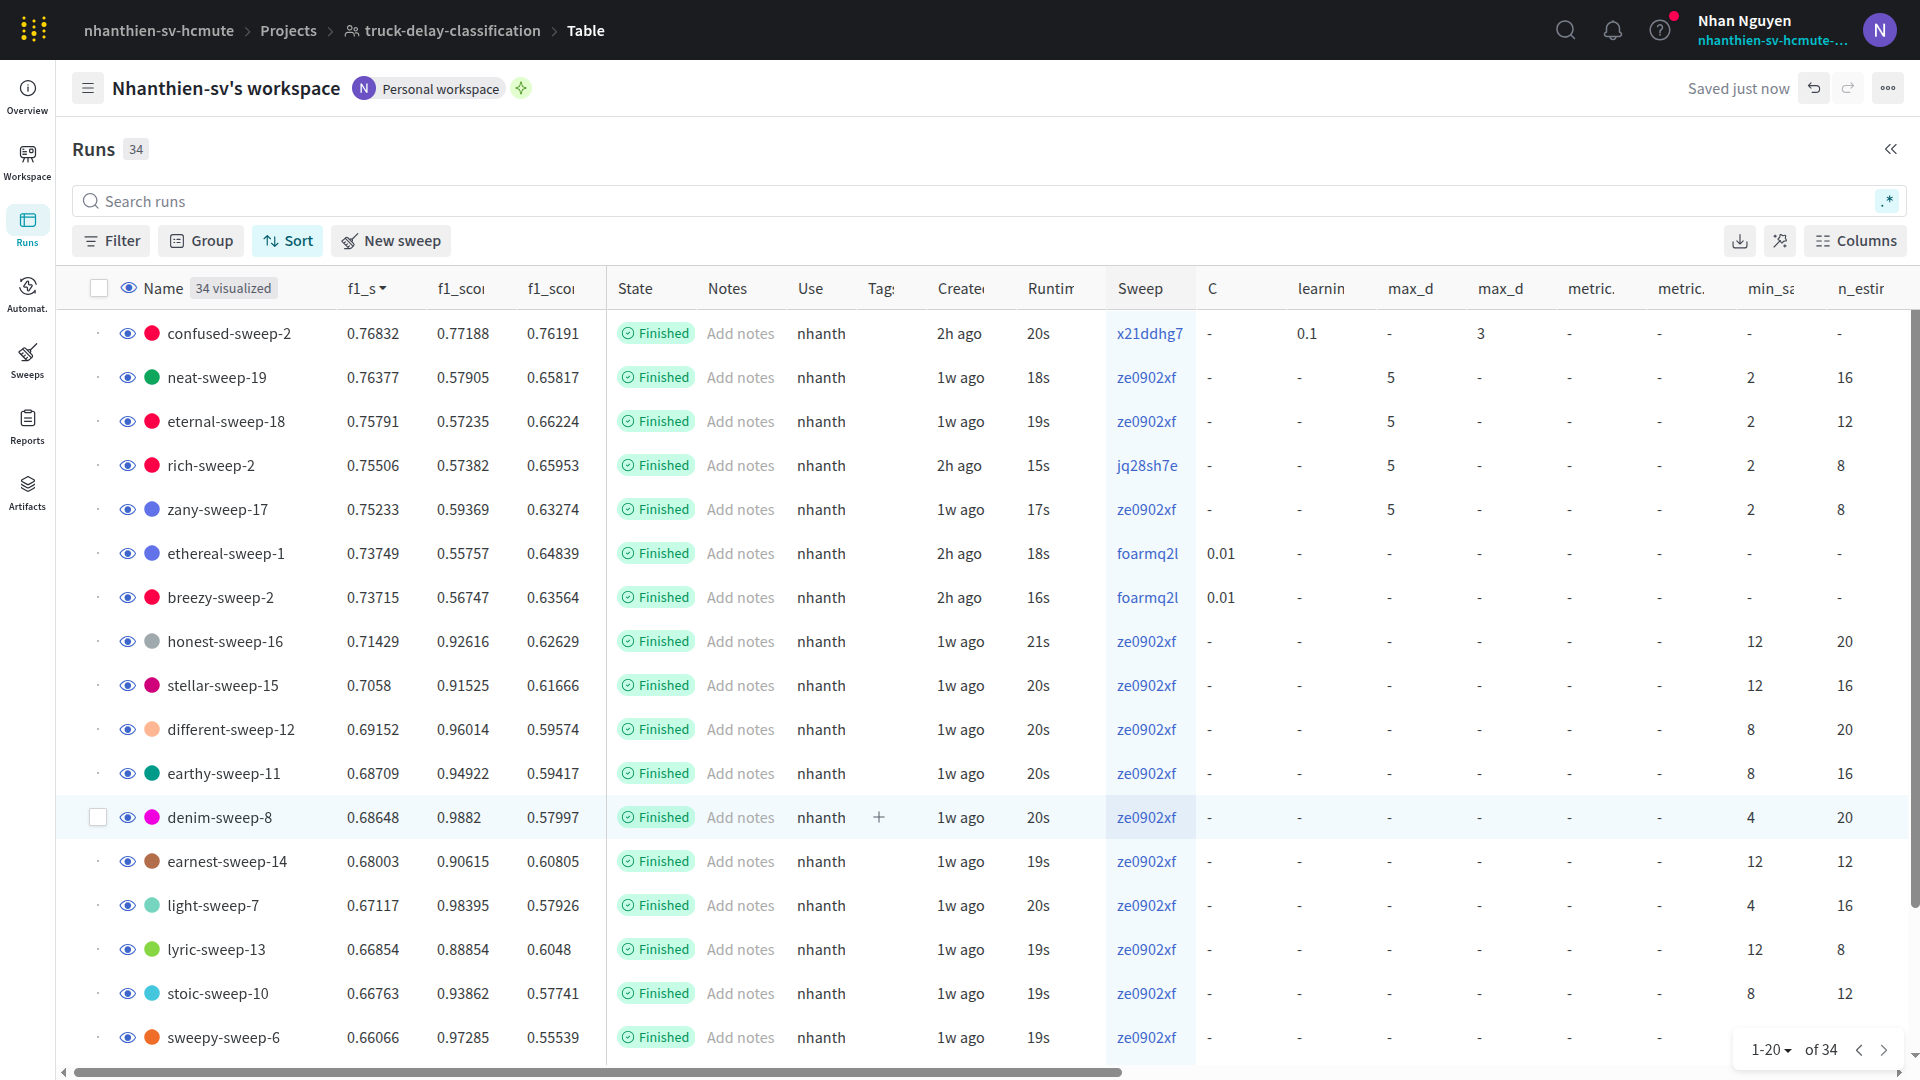 nanthien-sv-hcmute > Projects > truck-delay-classification > Table
Nhan Nguyen
nhanthien-sv-hcmute-...
N
Overview
Workspace
Runs
Automat.
Sweeps
Reports
Artifacts
Nhanthien-sv's workspace N Personal workspace Saved just now
Runs 34
Search runs .*
Filter Group Sort New sweep Columns
Name 34 visualized f1_s f1_scor f1_scor State Notes Use Tags Create Runtim Sweep C learnin max_d max_d metric. metric. min_sa n_estir
confused-sweep-2 0.76832 0.77188 0.76191 Finished Add notes nhanth 2h ago 20s x21ddhg7 - 0.1 - 3 - - - -
neat-sweep-19 0.76377 0.57905 0.65817 Finished Add notes nhanth 1w ago 18s ze0902xf - - 5 - - - 2 16
eternal-sweep-18 0.75791 0.57235 0.66224 Finished Add notes nhanth 1w ago 19s ze0902xf - - 5 - - - 2 12
rich-sweep-2 0.75506 0.57382 0.65953 Finished Add notes nhanth 2h ago 15s jq28sh7e - - 5 - - - 2 8
zany-sweep-17 0.75233 0.59369 0.63274 Finished Add notes nhanth 1w ago 17s ze0902xf - - 5 - - - 2 8
ethereal-sweep-1 0.73749 0.55757 0.64839 Finished Add notes nhanth 2h ago 18s foarmq2l 0.01 - - - - - - -
breezy-sweep-2 0.73715 0.56747 0.63564 Finished Add notes nhanth 2h ago 16s foarmq2l 0.01 - - - - - - -
honest-sweep-16 0.71429 0.92616 0.62629 Finished Add notes nhanth 1w ago 21s ze0902xf - - - - - - 12 20
stellar-sweep-15 0.7058 0.91525 0.61666 Finished Add notes nhanth 1w ago 20s ze0902xf - - - - - - 12 16
different-sweep-12 0.69152 0.96014 0.59574 Finished Add notes nhanth 1w ago 20s ze0902xf - - - - - - 8 20
earthy-sweep-11 0.68709 0.94922 0.59417 Finished Add notes nhanth 1w ago 20s ze0902xf - - - - - - 8 16
denim-sweep-8 0.68648 0.9882 0.57997 Finished Add notes nhanth + 1w ago 20s ze0902xf - - - - - - 4 20
earnest-sweep-14 0.68003 0.90615 0.60805 Finished Add notes nhanth 1w ago 19s ze0902xf - - - - - - 12 12
light-sweep-7 0.67117 0.98395 0.57926 Finished Add notes nhanth 1w ago 20s ze0902xf - - - - - - 4 16
lyric-sweep-13 0.66854 0.88854 0.6048 Finished Add notes nhanth 1w ago 19s ze0902xf - - - - - - 12 8
stoic-sweep-10 0.66763 0.93862 0.57741 Finished Add notes nhanth 1w ago 19s ze0902xf - - - - - - 8 12
sweepy-sweep-6 0.66066 0.97285 0.55539 Finished Add notes nhanth 1w ago 19s ze0902xf - - - - - -
1-20 of 34